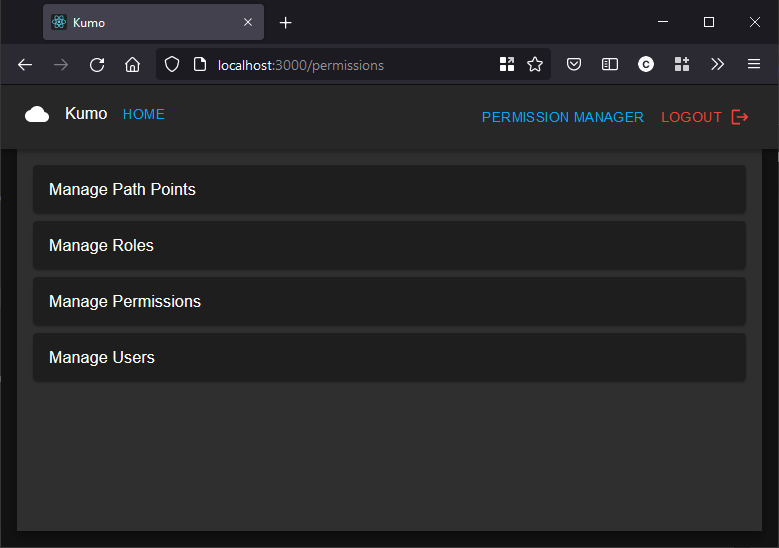 Kumo
localhost:3000/permissions
C
Kumo HOME PERMISSION MANAGER LOGOUT
Manage Path Points
Manage Roles
Manage Permissions
Manage Users